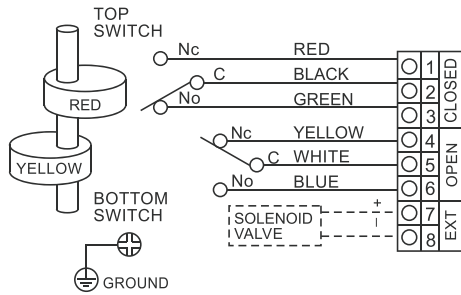 TOP
SWITCH
Nc RED 1
C BLACK 2
No GREEN 3
CLOSED
RED
Nc YELLOW 4
C WHITE 5
No BLUE 6
OPEN
YELLOW
BOTTOM
SWITCH
SOLENOID
VALVE
+ 7
– 8
EXT
GROUND